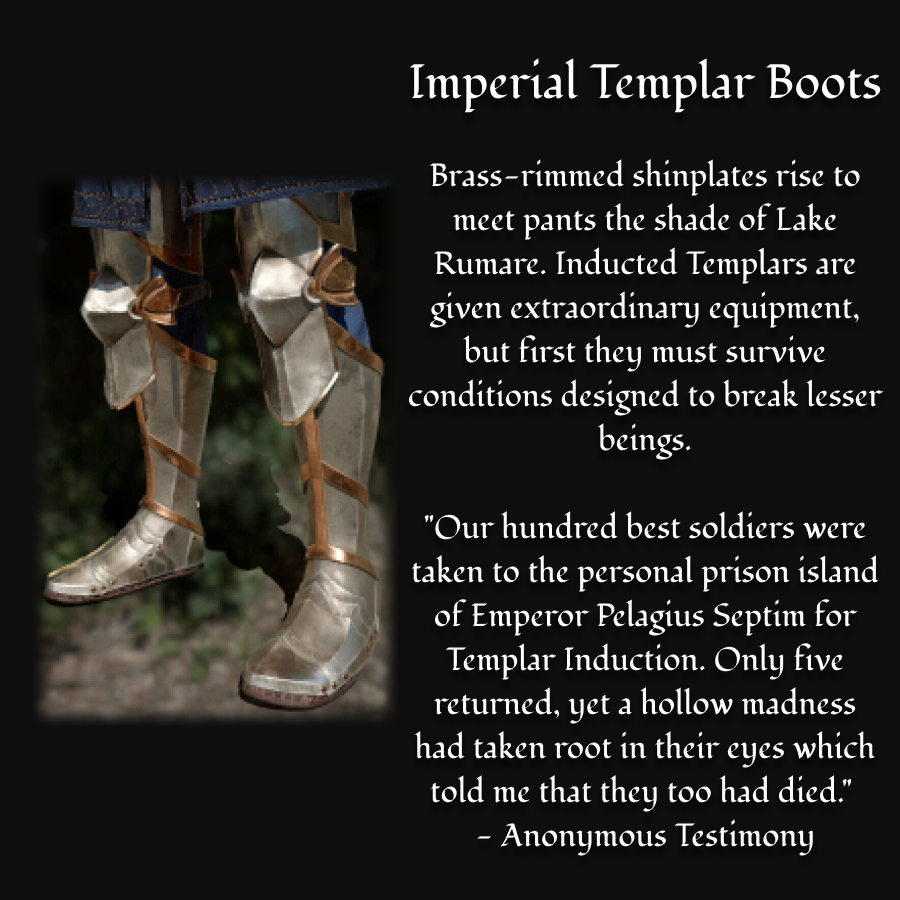 Imperial Templar Boots
Brass-rimmed shinplates rise to
meet pants the shade of Lake
Rumare. Inducted Templars are
given extraordinary equipment,
but first they must survive
conditions designed to break lesser
beings.
"Our hundred best soldiers were
taken to the personal prison island
of Emperor Pelagius Septim for
Templar Induction. Only five
returned, yet a hollow madness
had taken root in their eyes which
told me that they too had died."
- Anonymous Testimony